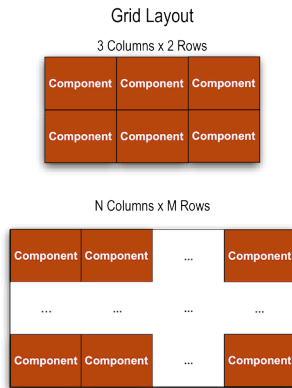 Grid Layout
3 Columns x 2 Rows
Component Component Component
Component Component Component
N Columns x M Rows
Component Component ... Component
... ... ... ...
Component Component ... Component